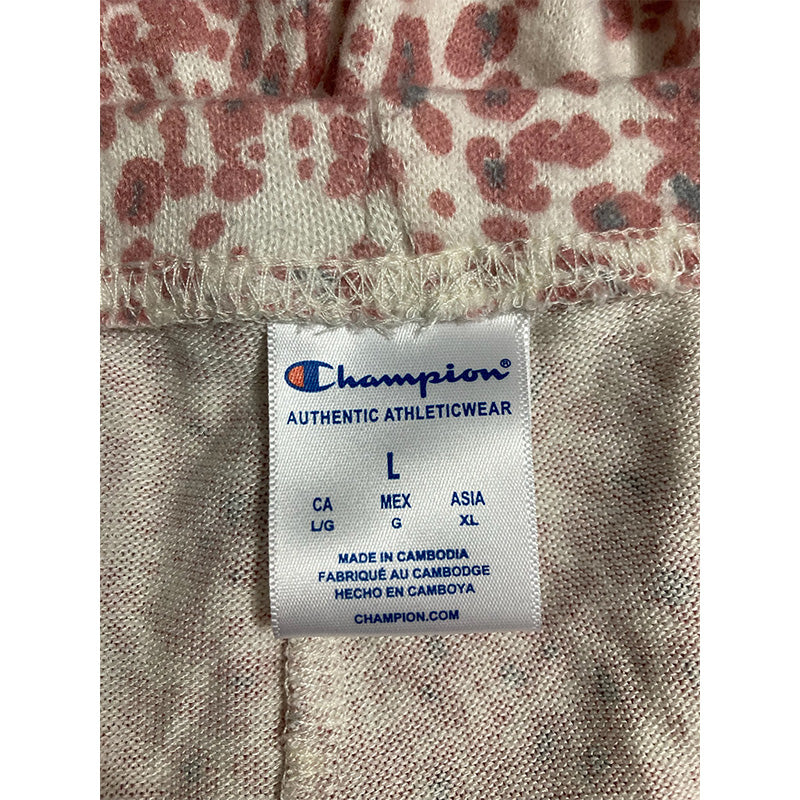 Champion®
AUTHENTIC ATHLETICWEAR
L
CA MEX ASIA
L/G G XL
MADE IN CAMBODIA
FABRIQUÉ AU CAMBODGE
HECHO EN CAMBOYA
CHAMPION.COM